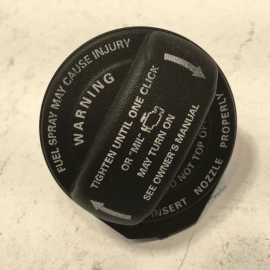 FUEL SPRAY MAY CAUSE INJURY
WARNING
TIGHTEN UNTIL ONE CLICK
OR "MIL"
MAY TURN ON
SEE OWNER'S MANUAL
DO NOT TOP OF
INSERT NOZZLE PROPERLY